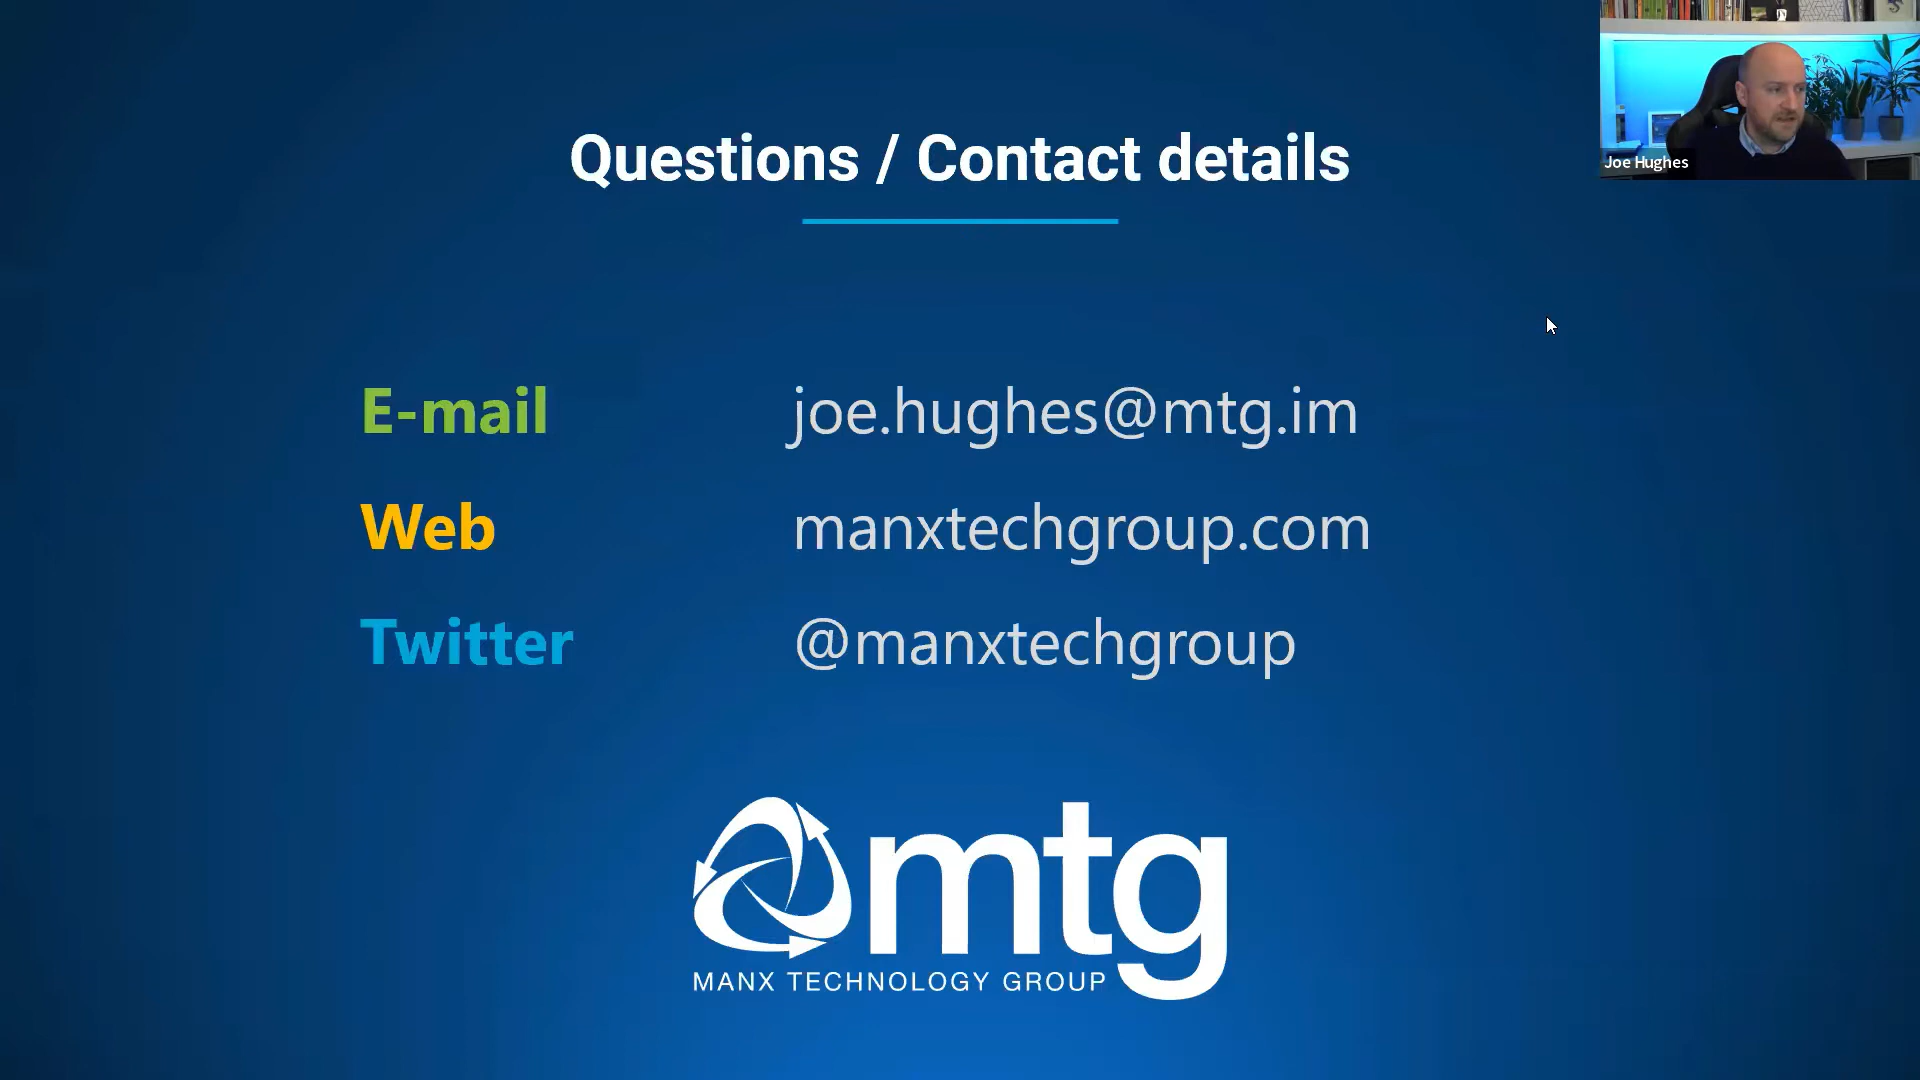 Questions / Contact details
Joe Hughes
E-mail joe.hughes@mtg.im
Web manxtechgroup.com
Twitter @manxtechgroup
mtg
MANX TECHNOLOGY GROUP